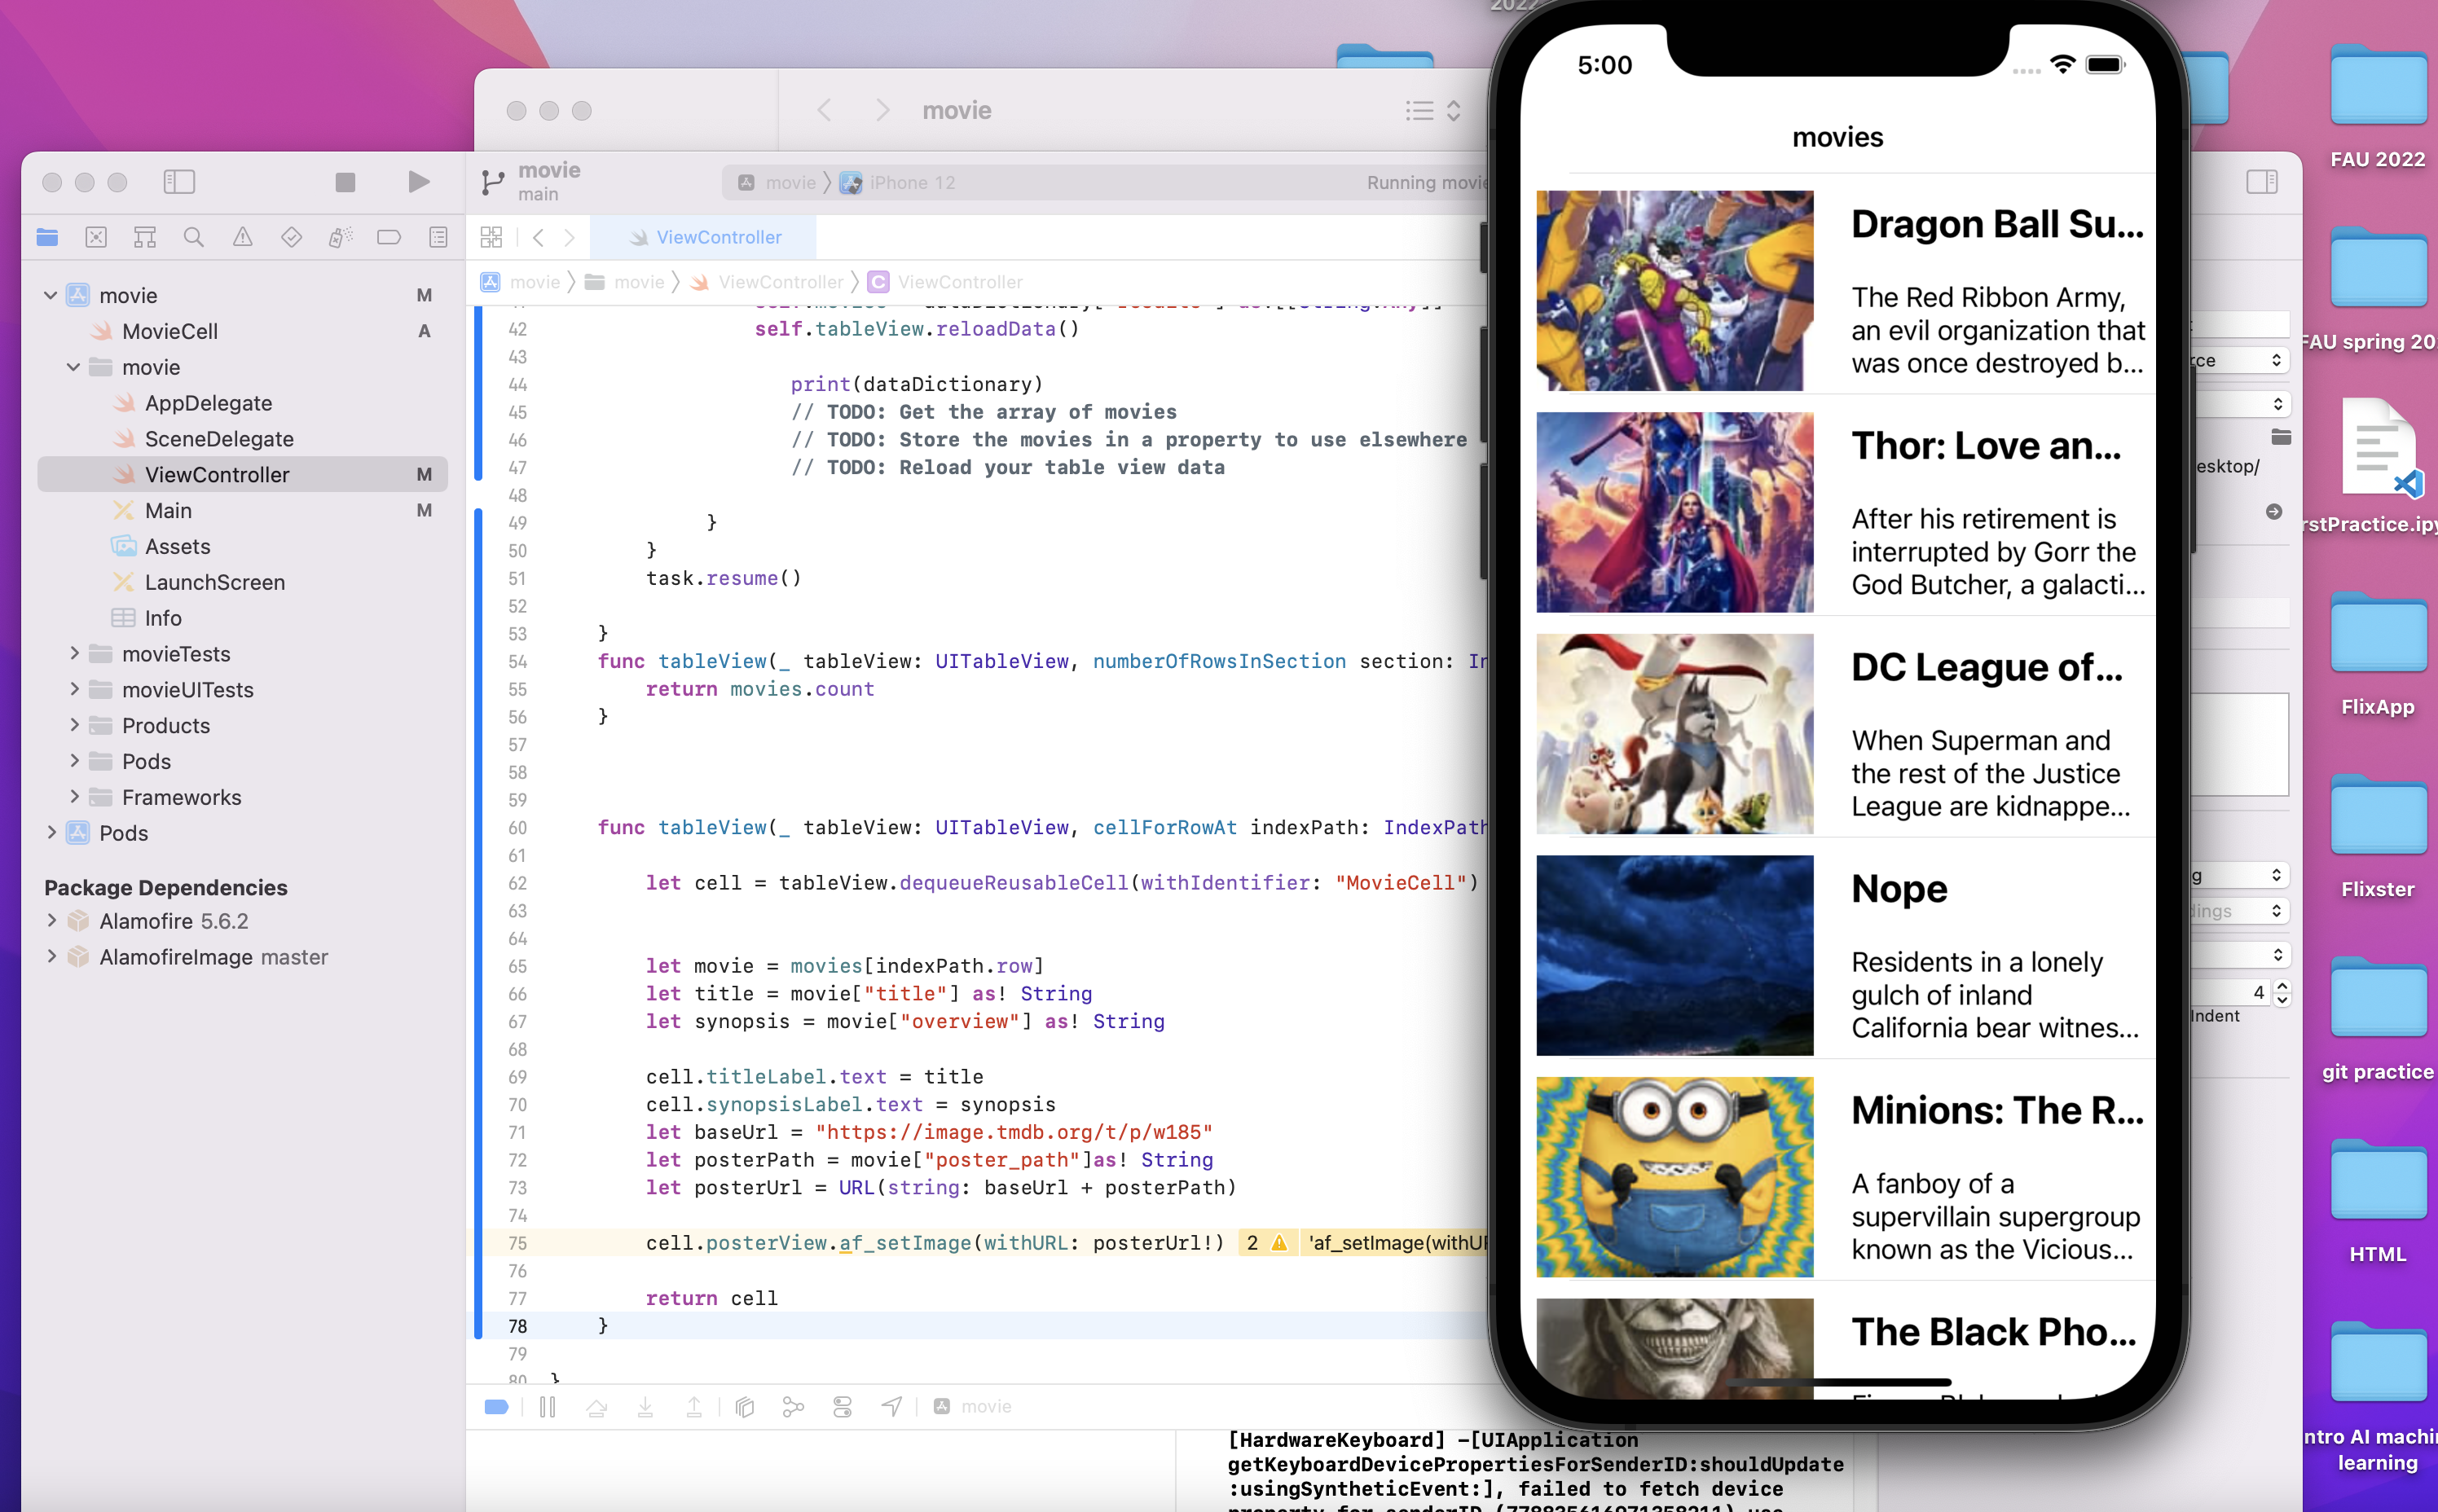 2022
movie
movie
main
movie
iPhone 12
Running movie
ViewController
movie
movie
ViewController
C
ViewController
movie M
MovieCell A
movie
AppDelegate
SceneDelegate
ViewController M
Main M
Assets
LaunchScreen
Info
movieTests
movieUITests
Products
Pods
Frameworks
Pods
Package Dependencies
Alamofire 5.6.2
AlamofireImage master
42 self.tableView.reloadData()
43
44 print(dataDictionary)
45 // TODO: Get the array of movies
46 // TODO: Store the movies in a property to use elsewhere
47 // TODO: Reload your table view data
48
49 }
50 }
51 task.resume()
52
53 }
54 func tableView(_ tableView: UITableView, numberOfRowsInSection section: In
55 return movies.count
56 }
57
58
59
60 func tableView(_ tableView: UITableView, cellForRowAt indexPath: IndexPath
61
62 let cell = tableView.dequeueReusableCell(withIdentifier: "MovieCell")
63
64
65 let movie = movies[indexPath.row]
66 let title = movie["title"] as! String
67 let synopsis = movie["overview"] as! String
68
69 cell.titleLabel.text = title
70 cell.synopsisLabel.text = synopsis
71 let baseUrl = "https://image.tmdb.org/t/p/w185"
72 let posterPath = movie["poster_path"]as! String
73 let posterUrl = URL(string: baseUrl + posterPath)
74
75 cell.posterView.af_setImage(withURL: posterUrl!) 2 'af_setImage(withUR
76
77 return cell
78 }
79
80 }
movie
[HardwareKeyboard] -[UIApplication
getKeyboardDevicePropertiesForSenderID:shouldUpdate
:usingSyntheticEvent:], failed to fetch device
5:00
movies
Dragon Ball Su...
The Red Ribbon Army,
an evil organization that
was once destroyed b...
Thor: Love an...
After his retirement is
interrupted by Gorr the
God Butcher, a galacti...
DC League of...
When Superman and
the rest of the Justice
League are kidnappe...
Nope
Residents in a lonely
gulch of inland
California bear witnes...
Minions: The R...
A fanboy of a
supervillain supergroup
known as the Vicious...
The Black Pho...
rce
esktop/
g
dings
4
Indent
FAU 2022
FAU spring 20
rstPractice.ipy
FlixApp
Flixster
git practice
HTML
ntro AI machi
learning